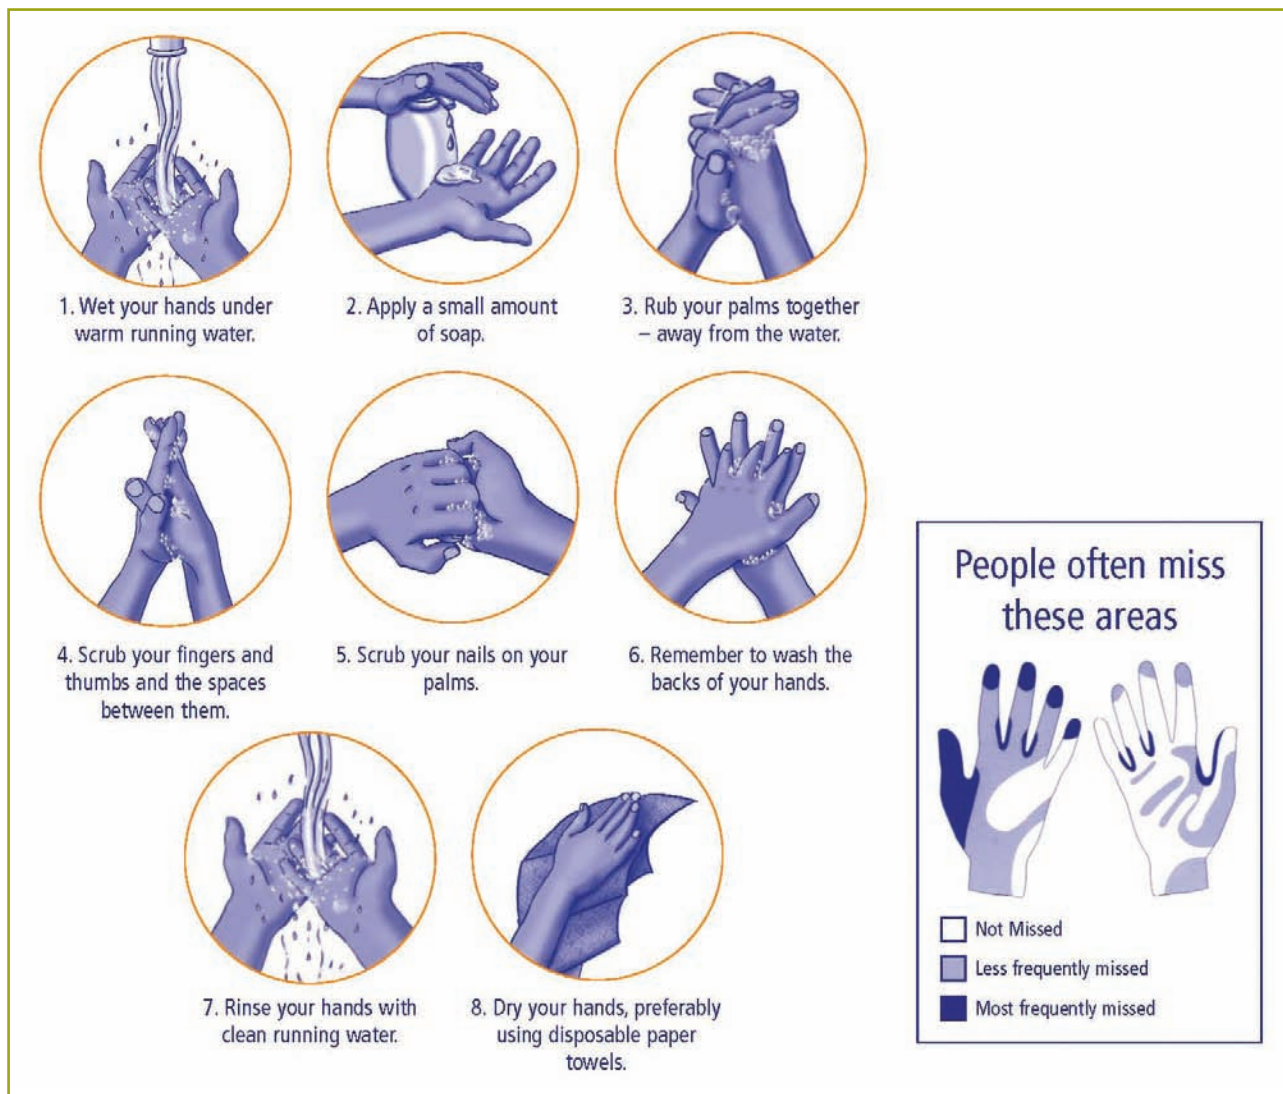 1. Wet your hands under
warm running water.
2. Apply a small amount
of soap.
3. Rub your palms together
– away from the water.
4. Scrub your fingers and
thumbs and the spaces
between them.
5. Scrub your nails on your
palms.
6. Remember to wash the
backs of your hands.
7. Rinse your hands with
clean running water.
8. Dry your hands, preferably
using disposable paper
towels.
People often miss
these areas
Not Missed
Less frequently missed
Most frequently missed